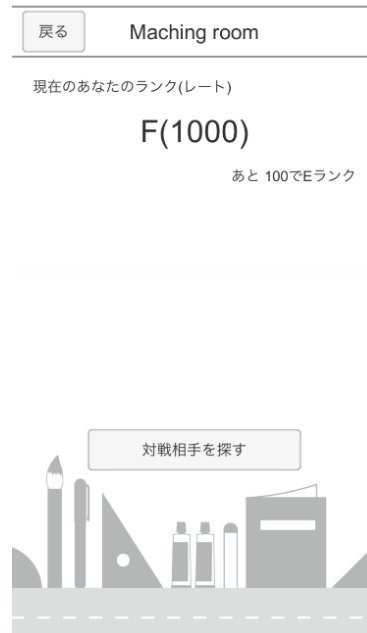 戻る Maching room
現在のあなたのランク(レート)
F(1000)
あと 100でEランク
対戦相手を探す